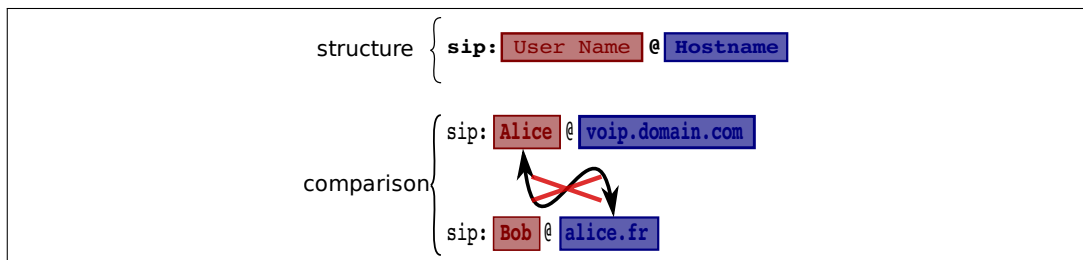 structure sip: User Name @ Hostname
sip: Alice @ voip.domain.com
comparison
sip: Bob @ alice.fr